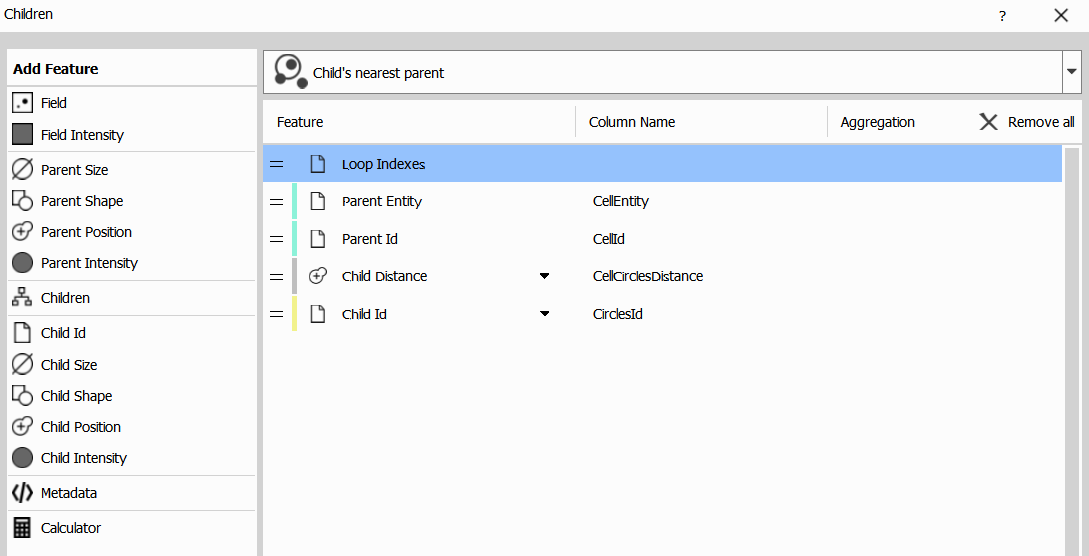 Children
?
Add Feature
Field
Field Intensity
Parent Size
Parent Shape
Parent Position
Parent Intensity
Children
Child Id
Child Size
Child Shape
Child Position
Child Intensity
Metadata
Calculator
Child's nearest parent
Feature Column Name Aggregation Remove all
Loop Indexes
Parent Entity CellEntity
Parent Id CellId
Child Distance CellCirclesDistance
Child Id CirclesId